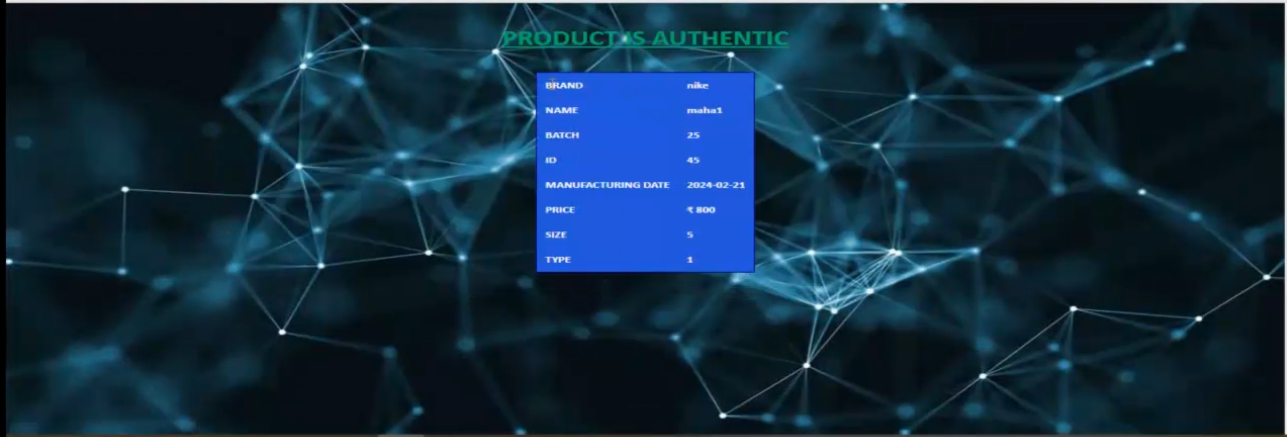 PRODUCT IS AUTHENTIC
BRAND nike
NAME maha1
BATCH 25
ID 45
MANUFACTURING DATE 2024-02-21
PRICE ₹ 800
SIZE 5
TYPE 1